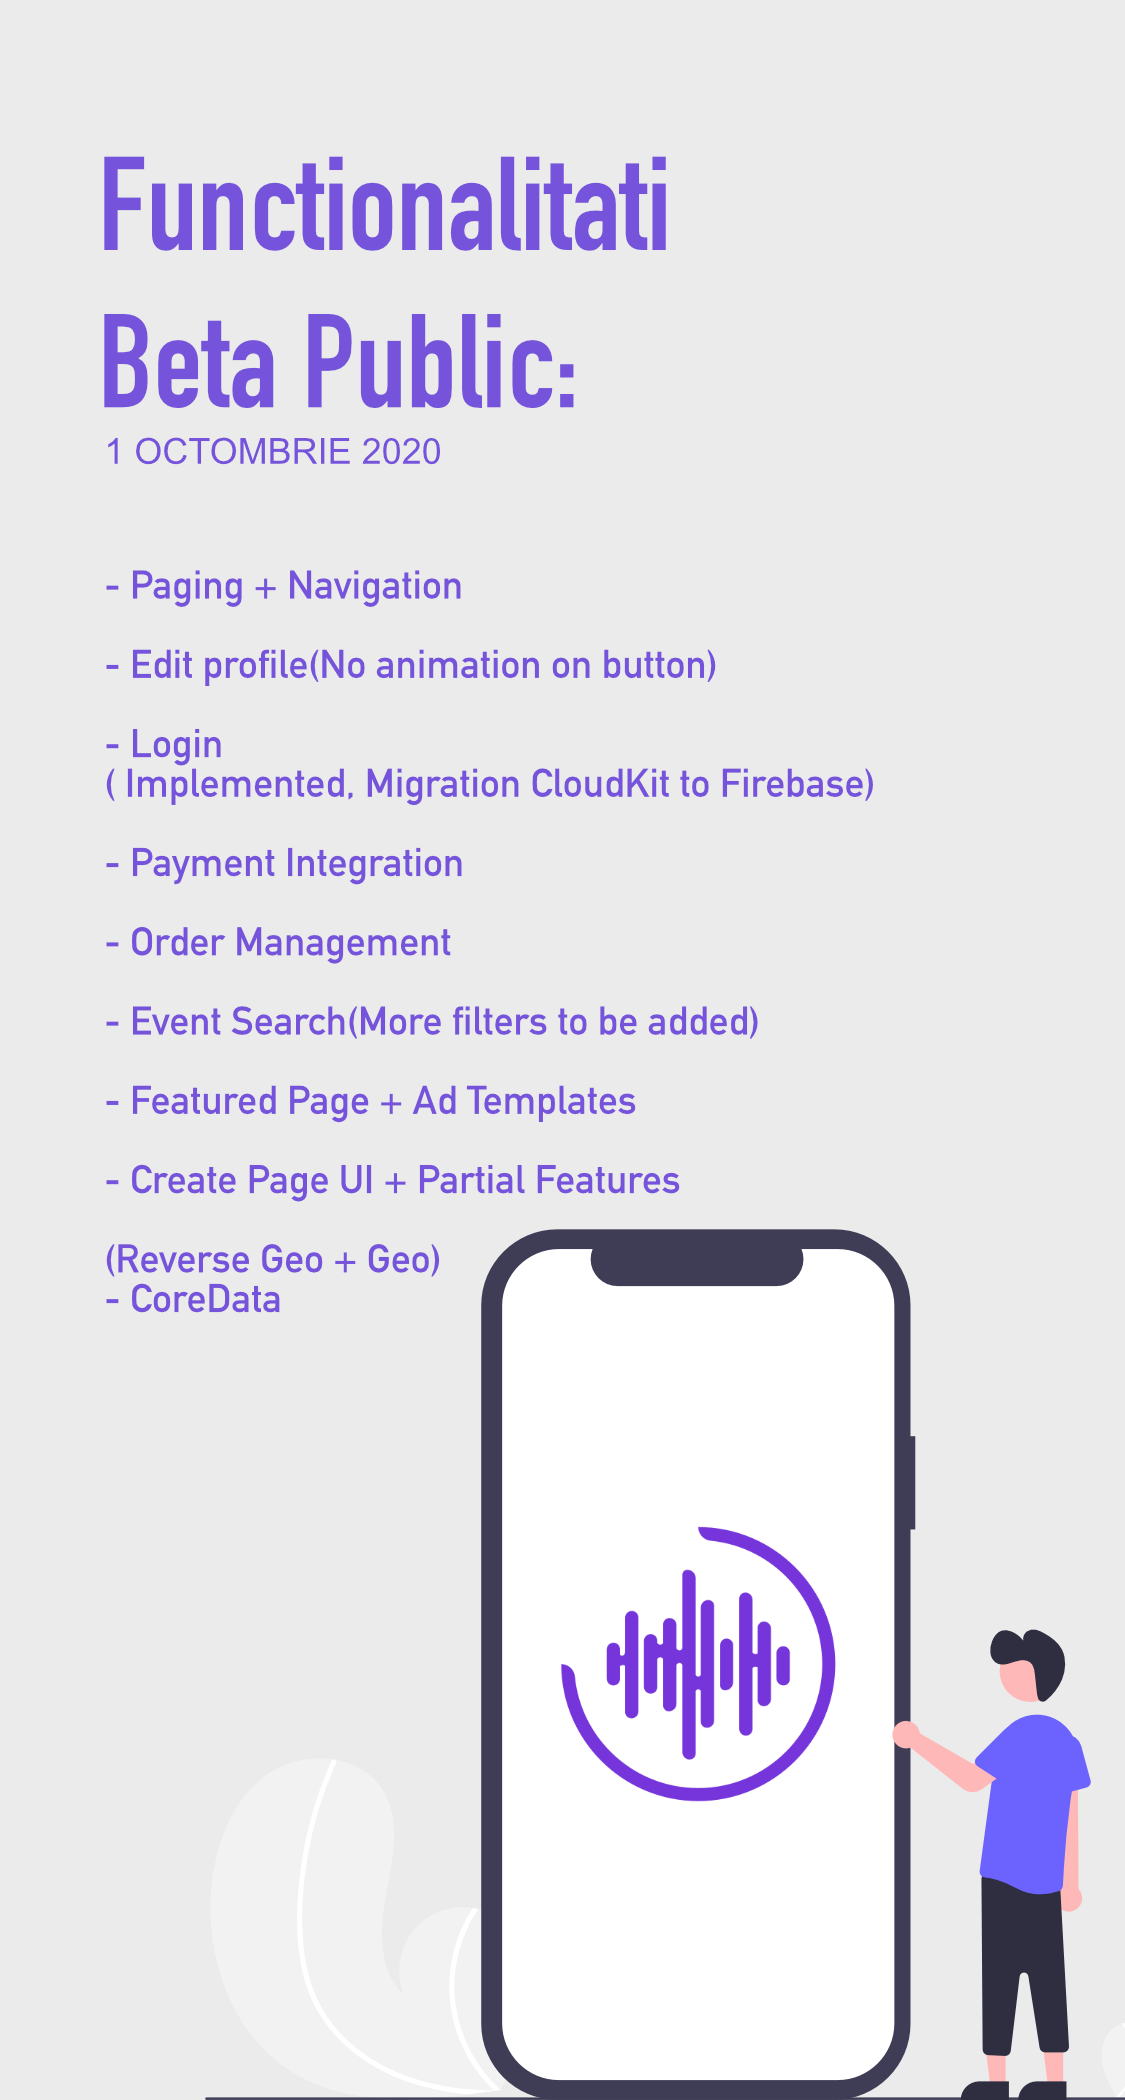 Functionalitati
Beta Public:
1 OCTOMBRIE 2020
- Paging + Navigation
- Edit profile(No animation on button)
- Login
( Implemented, Migration CloudKit to Firebase)
- Payment Integration
- Order Management
- Event Search(More filters to be added)
- Featured Page + Ad Templates
- Create Page UI + Partial Features
(Reverse Geo + Geo)
- CoreData